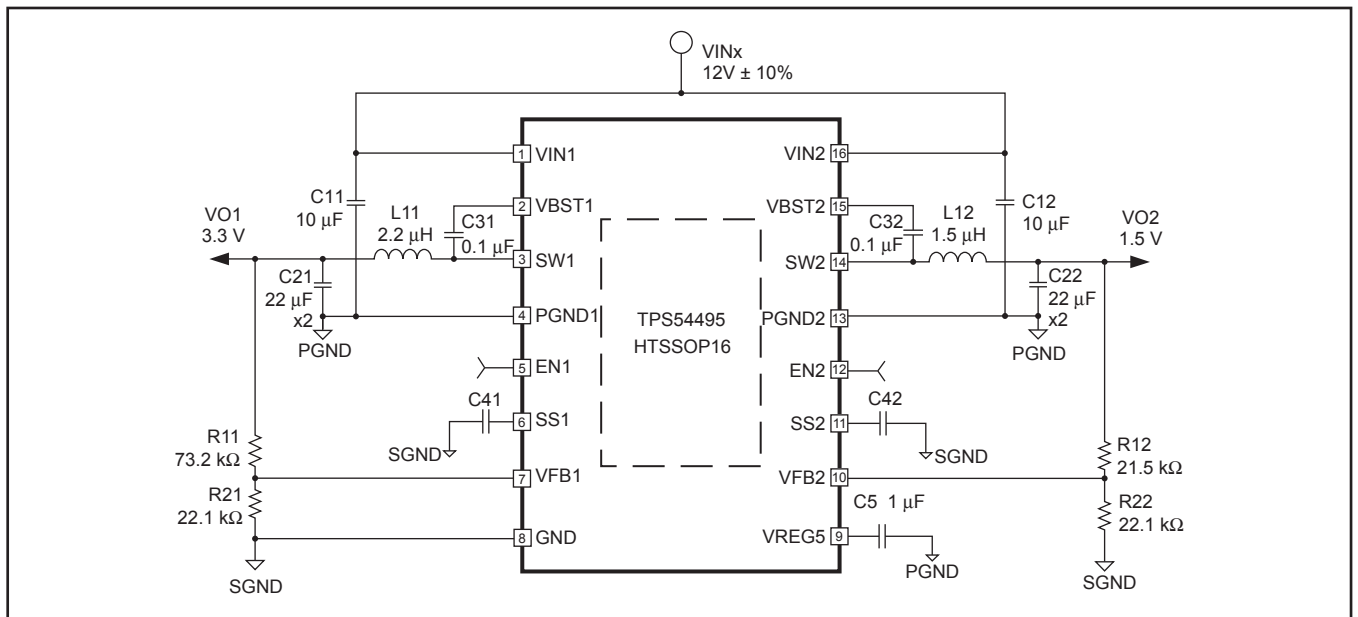 VINx
12V ± 10%
1 VIN1
VIN2 16
C11
10 µF
2 VBST1
VBST2 15
C12
10 µF
VO1
3.3 V
L11
2.2 µH
C31
0.1 µF
C32
0.1 µF
L12
1.5 µH
VO2
1.5 V
3 SW1
SW2 14
C21
22 µF
x2
C22
22 µF
x2
4 PGND1
PGND2 13
TPS54495
HTSSOP16
PGND
PGND
5 EN1
EN2 12
C41
C42
6 SS1
SS2 11
SGND
SGND
R11
73.2 kΩ
R12
21.5 kΩ
7 VFB1
VFB2 10
R21
22.1 kΩ
R22
22.1 kΩ
C5 1 µF
8 GND
VREG5 9
PGND
SGND
SGND